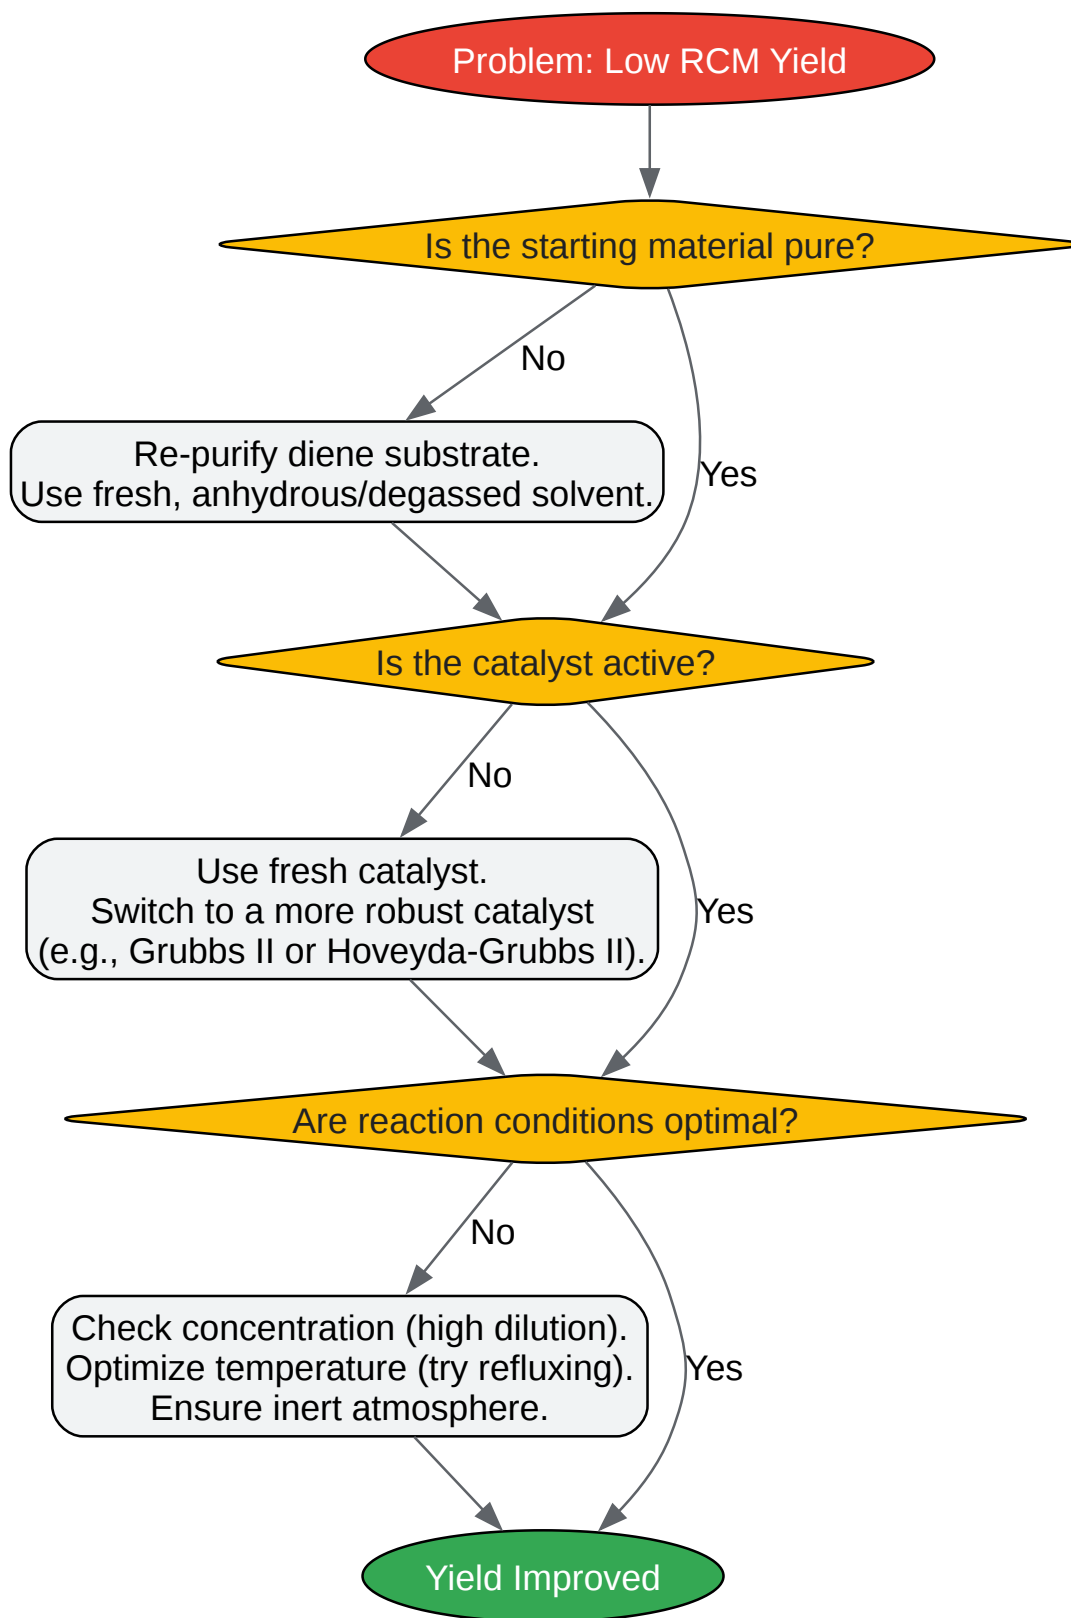 Problem: Low RCM Yield
Is the starting material pure?
No
Re-purify diene substrate.
Use fresh, anhydrous/degassed solvent.
Yes
Is the catalyst active?
No
Use fresh catalyst.
Switch to a more robust catalyst
(e.g., Grubbs II or Hoveyda-Grubbs II).
Yes
Are reaction conditions optimal?
No
Check concentration (high dilution).
Optimize temperature (try refluxing).
Ensure inert atmosphere.
Yes
Yield Improved